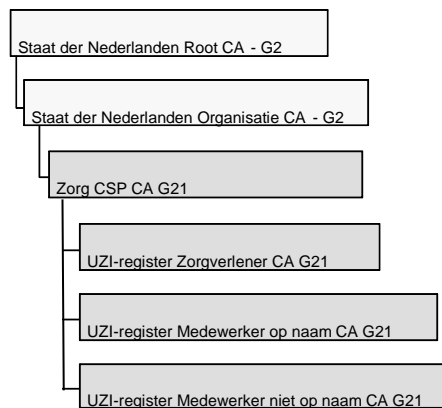 Staat der Nederlanden Root CA - G2
Staat der Nederlanden Organisatie CA - G2
Zorg CSP CA G21
UZI-register Zorgverlener CA G21
UZI-register Medewerker op naam CA G21
UZI-register Medewerker niet op naam CA G21